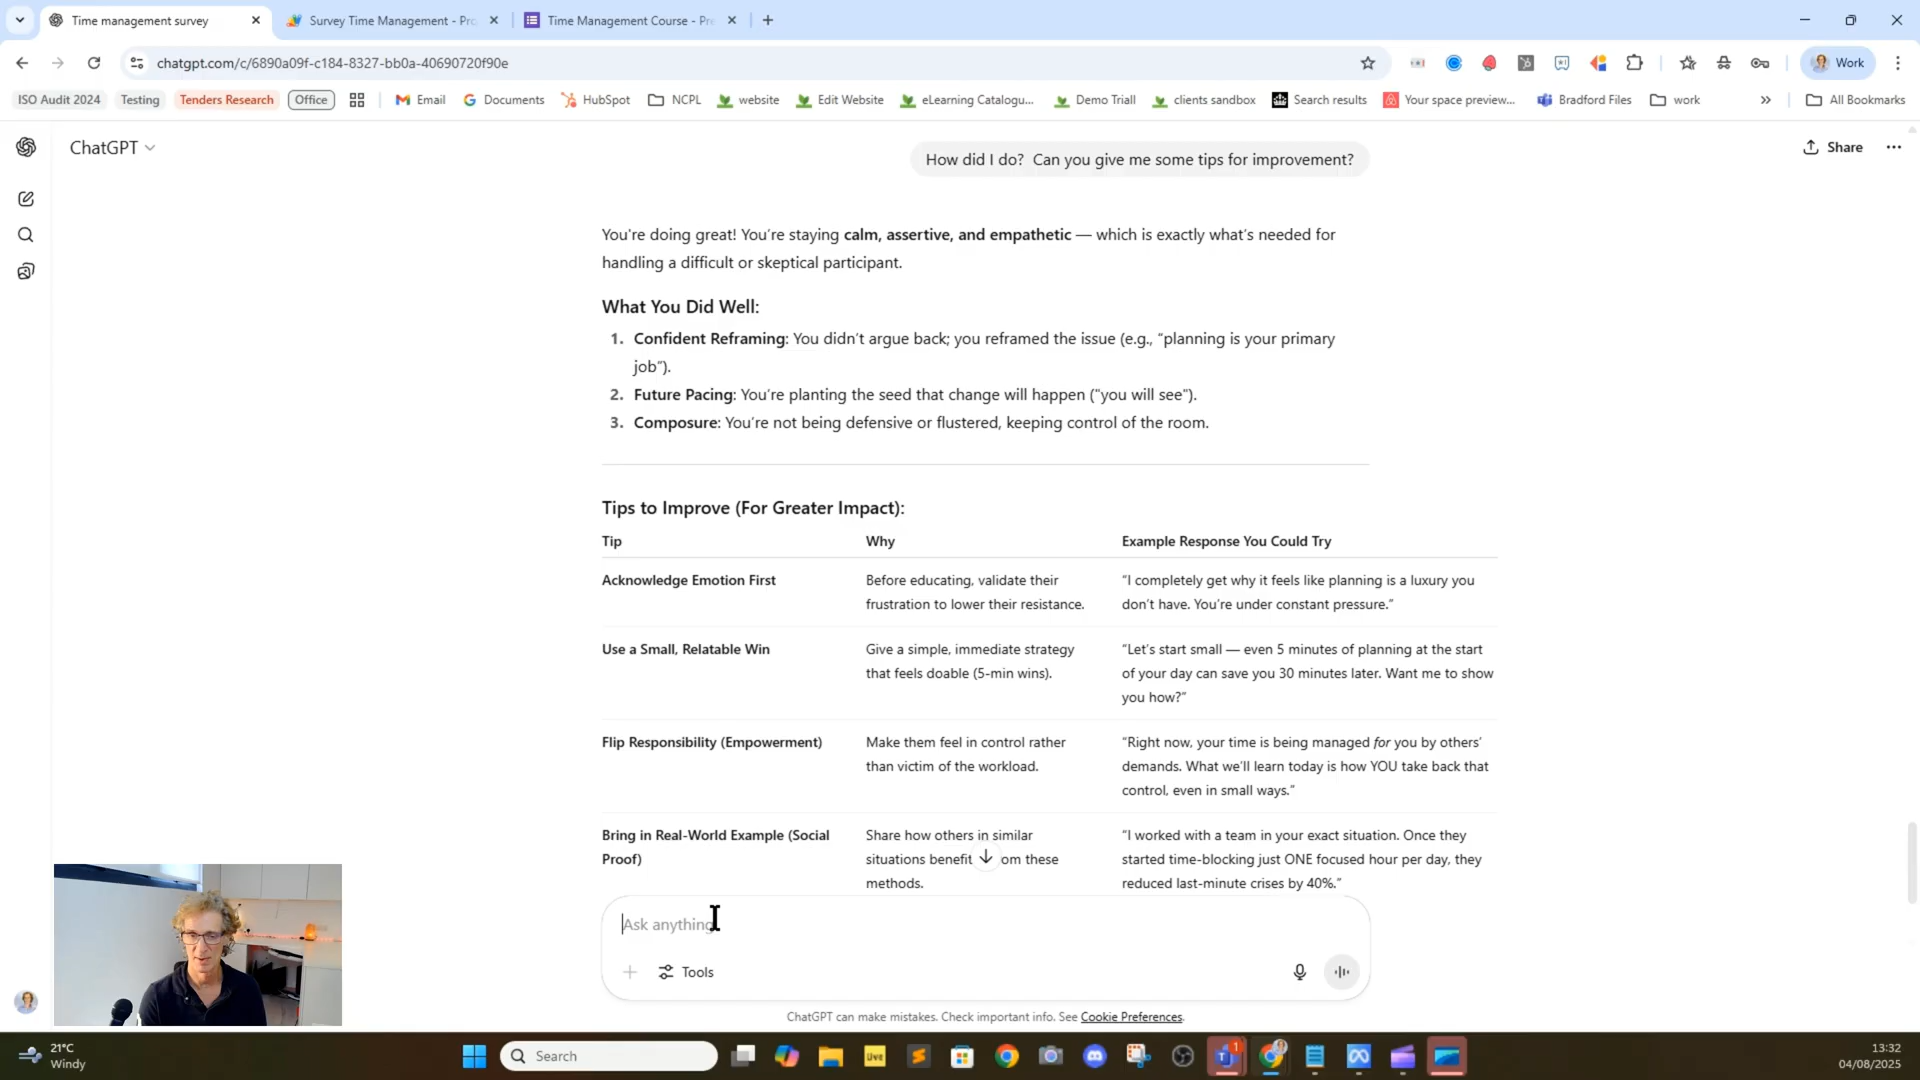 Time management survey
Survey Time Management - Pro
Time Management Course - Pre
chatgpt.com/c/6890a09f-c184-8327-bb0a-40690720f90e
Work
ISO Audit 2024 Testing Tenders Research Office Email Documents HubSpot NCPL website Edit Website eLearning Catalogu... Demo Triall clients sandbox Search results Your space preview... Bradford Files work All Bookmarks
ChatGPT
Share
How did I do? Can you give me some tips for improvement?
You're doing great! You're staying calm, assertive, and empathetic — which is exactly what's needed for
handling a difficult or skeptical participant.
What You Did Well:
1. Confident Reframing: You didn't argue back; you reframed the issue (e.g., "planning is your primary
job").
2. Future Pacing: You're planting the seed that change will happen ("you will see").
3. Composure: You're not being defensive or flustered, keeping control of the room.
Tips to Improve (For Greater Impact):
Tip Why Example Response You Could Try
Acknowledge Emotion First
Before educating, validate their
frustration to lower their resistance.
"I completely get why it feels like planning is a luxury you
don't have. You're under constant pressure."
Use a Small, Relatable Win
Give a simple, immediate strategy
that feels doable (5-min wins).
"Let's start small — even 5 minutes of planning at the start
of your day can save you 30 minutes later. Want me to show
you how?"
Flip Responsibility (Empowerment)
Make them feel in control rather
than victim of the workload.
"Right now, your time is being managed for you by others'
demands. What we'll learn today is how YOU take back that
control, even in small ways."
Bring in Real-World Example (Social
Proof)
Share how others in similar
situations benefit om these
methods.
"I worked with a team in your exact situation. Once they
started time-blocking just ONE focused hour per day, they
reduced last-minute crises by 40%."
Ask anything
Tools
ChatGPT can make mistakes. Check important info. See Cookie Preferences.
21°C
Windy
Search
13:32
04/08/2025